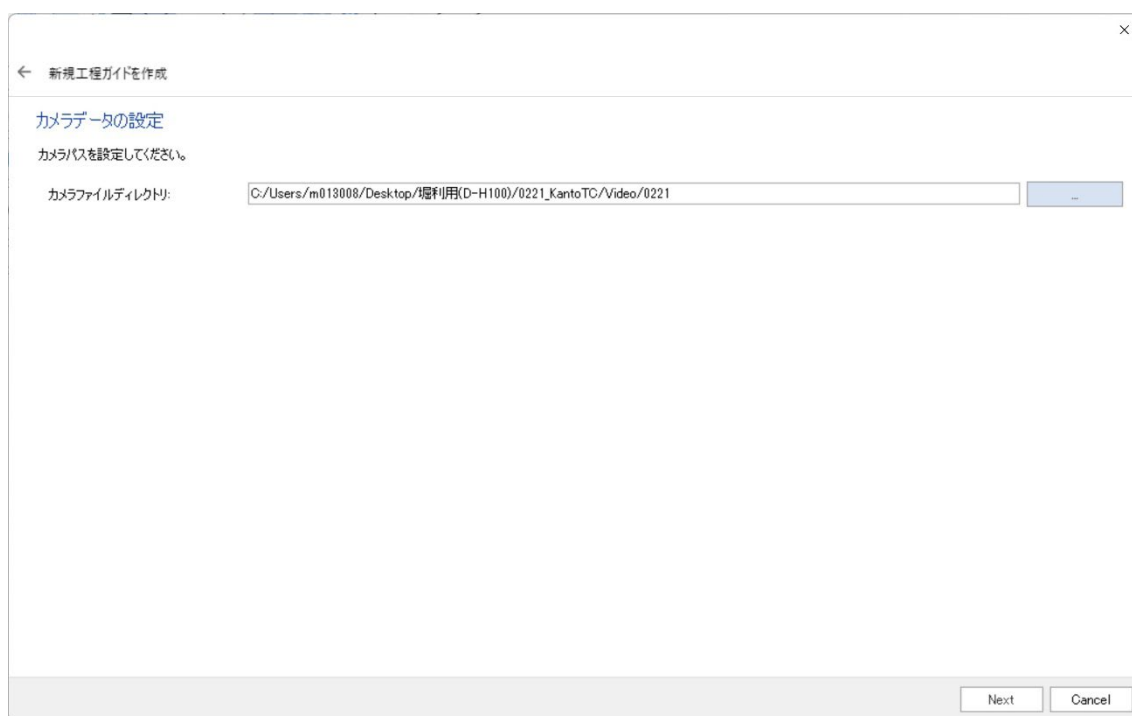 ×
← 新規工程ガイドを作成
カメラデータの設定
カメラパスを設定してください。
カメラファイルディレクトリ: C:/Users/m013008/Desktop/堀利用(D-H100)/0221_KantoTC/Video/0221 ...
Next Cancel